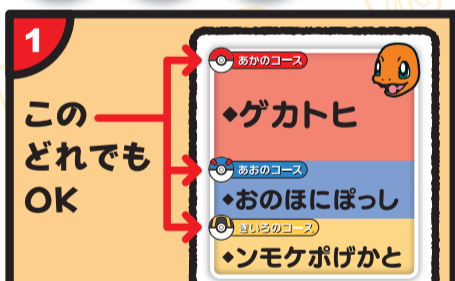 1
この
どれでも
OK
あかのコース
◆ゲカトヒ
あおのコース
◆おのほにぽっし
きいろのコース
◆ンモケポげかと